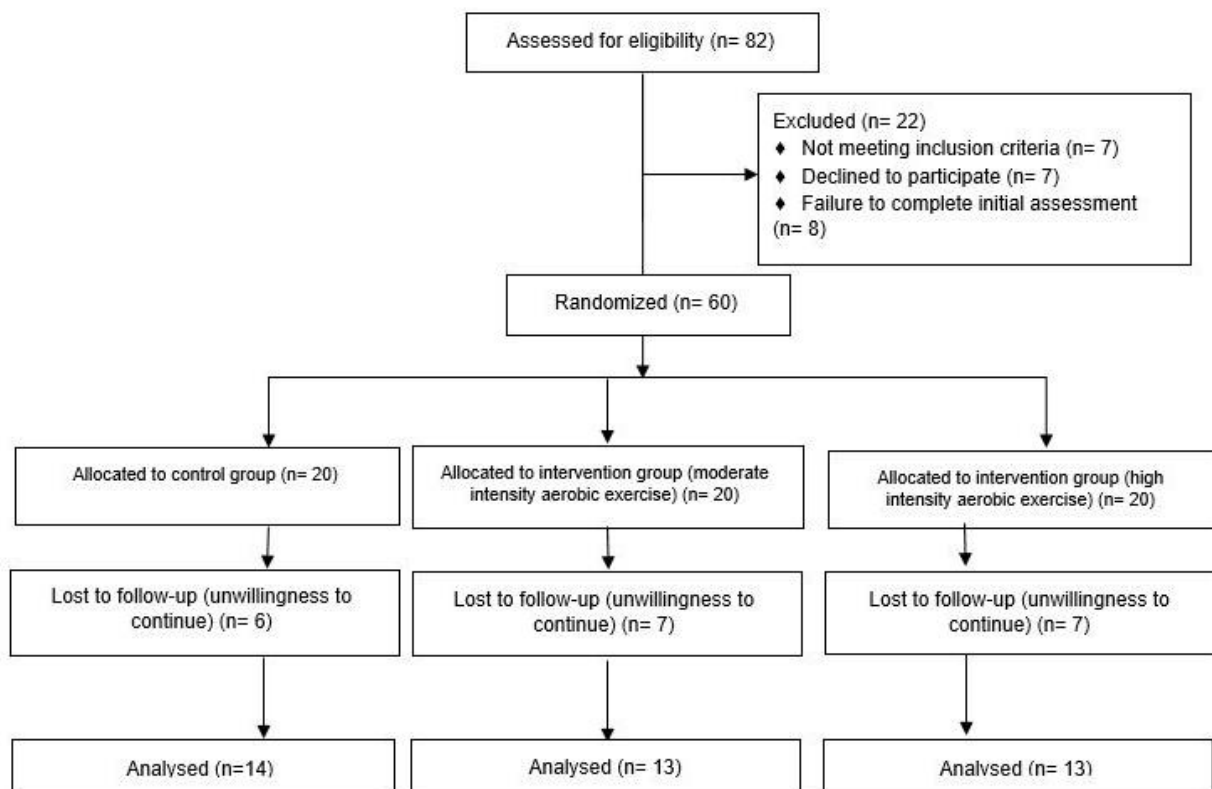 Assessed for eligibility (n= 82)
Excluded (n= 22)
♦ Not meeting inclusion criteria (n= 7)
♦ Declined to participate (n= 7)
♦ Failure to complete initial assessment
(n= 8)
Randomized (n= 60)
Allocated to control group (n= 20)
Allocated to intervention group (moderate
intensity aerobic exercise) (n= 20)
Allocated to intervention group (high
intensity aerobic exercise) (n= 20)
Lost to follow-up (unwillingness to
continue) (n= 6)
Lost to follow-up (unwillingness to
continue) (n= 7)
Lost to follow-up (unwillingness to
continue) (n= 7)
Analysed (n=14)
Analysed (n= 13)
Analysed (n= 13)